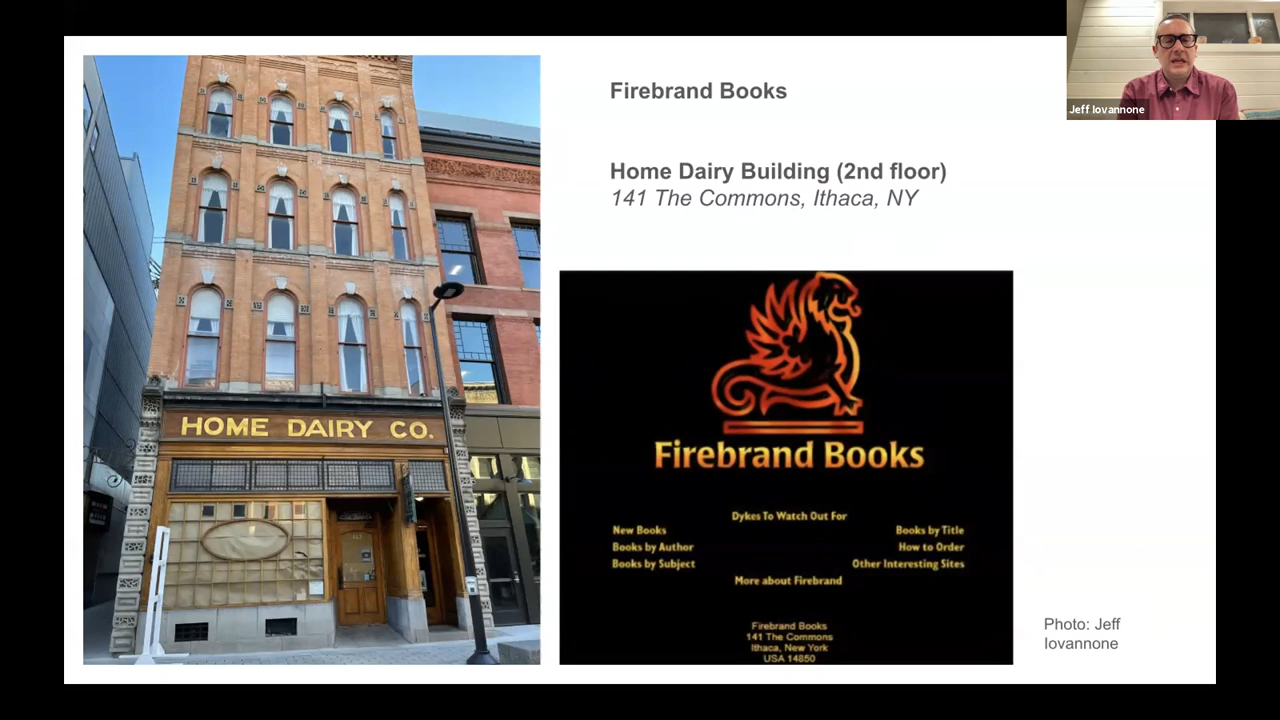 Jeff Iovannone
Firebrand Books
Home Dairy Building (2nd floor)
141 The Commons, Ithaca, NY
HOME DAIRY CO.
Firebrand Books
Dykes To Watch Out For
New Books
Books by Title
Books by Author
How to Order
Books by Subject
Other Interesting Sites
More about Firebrand
Firebrand Books
141 The Commons
Ithaca, New York
USA 14850
Photo: Jeff
Iovannone